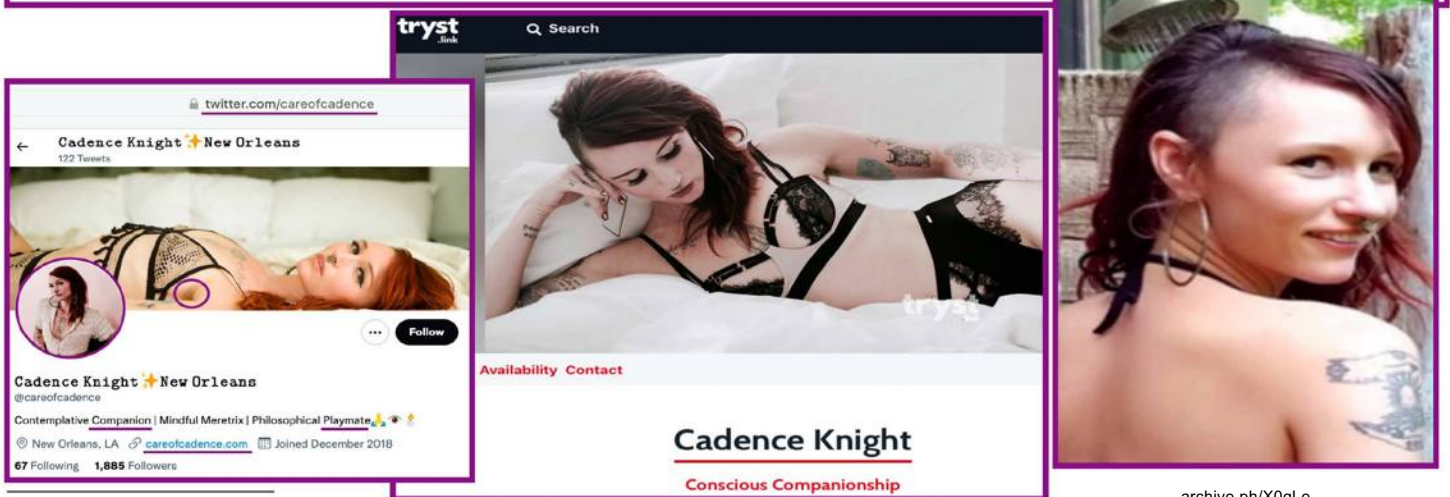 tryst
.link
Search
twitter.com/careofcadence
Cadence Knight✨New Orleans
122 Tweets
tryst
Follow
Cadence Knight✨New Orleans
@careofcadence
Contemplative Companion | Mindful Meretrix | Philosophical Playmate
New Orleans, LA careofcadence.com Joined December 2018
67 Following 1,885 Followers
Availability Contact
Cadence Knight
Conscious Companionship